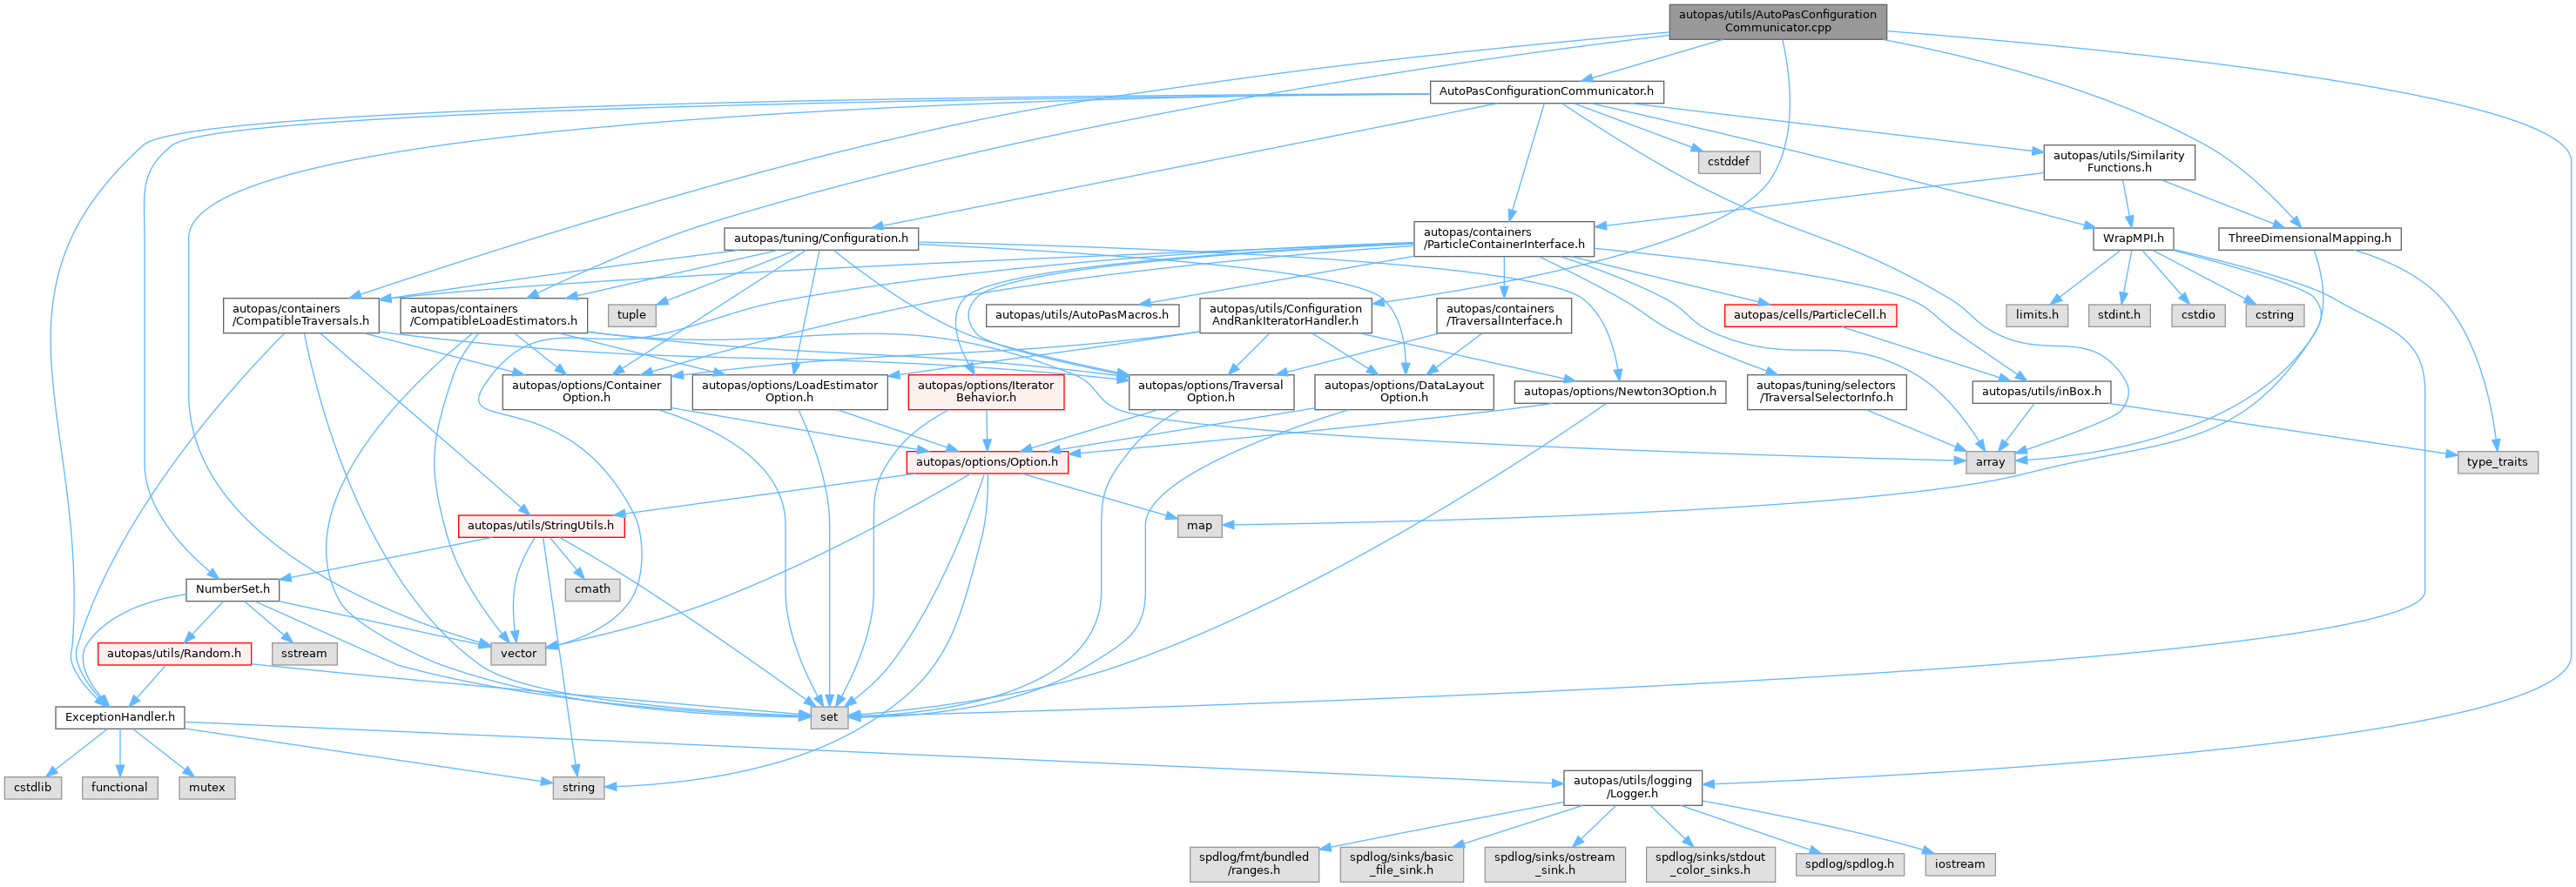 autopas/utils/AutoPasConfiguration
Communicator.cpp
AutoPasConfigurationCommunicator.h
cstddef
autopas/utils/Similarity
Functions.h
autopas/tuning/Configuration.h
autopas/containers
/ParticleContainerInterface.h
WrapMPI.h
ThreeDimensionalMapping.h
autopas/containers
/CompatibleTraversals.h
autopas/containers
/CompatibleLoadEstimators.h
tuple
autopas/utils/AutoPasMacros.h
autopas/utils/Configuration
AndRankIteratorHandler.h
autopas/containers
/TraversalInterface.h
autopas/cells/ParticleCell.h
limits.h
stdint.h
cstdio
cstring
autopas/options/Container
Option.h
autopas/options/LoadEstimator
Option.h
autopas/options/Iterator
Behavior.h
autopas/options/Traversal
Option.h
autopas/options/DataLayout
Option.h
autopas/options/Newton3Option.h
autopas/tuning/selectors
/TraversalSelectorInfo.h
autopas/utils/inBox.h
autopas/options/Option.h
array
type_traits
autopas/utils/StringUtils.h
map
NumberSet.h
cmath
autopas/utils/Random.h
sstream
vector
ExceptionHandler.h
set
cstdlib
functional
mutex
string
autopas/utils/logging
/Logger.h
spdlog/fmt/bundled
/ranges.h
spdlog/sinks/basic
_file_sink.h
spdlog/sinks/ostream
_sink.h
spdlog/sinks/stdout
_color_sinks.h
spdlog/spdlog.h
iostream